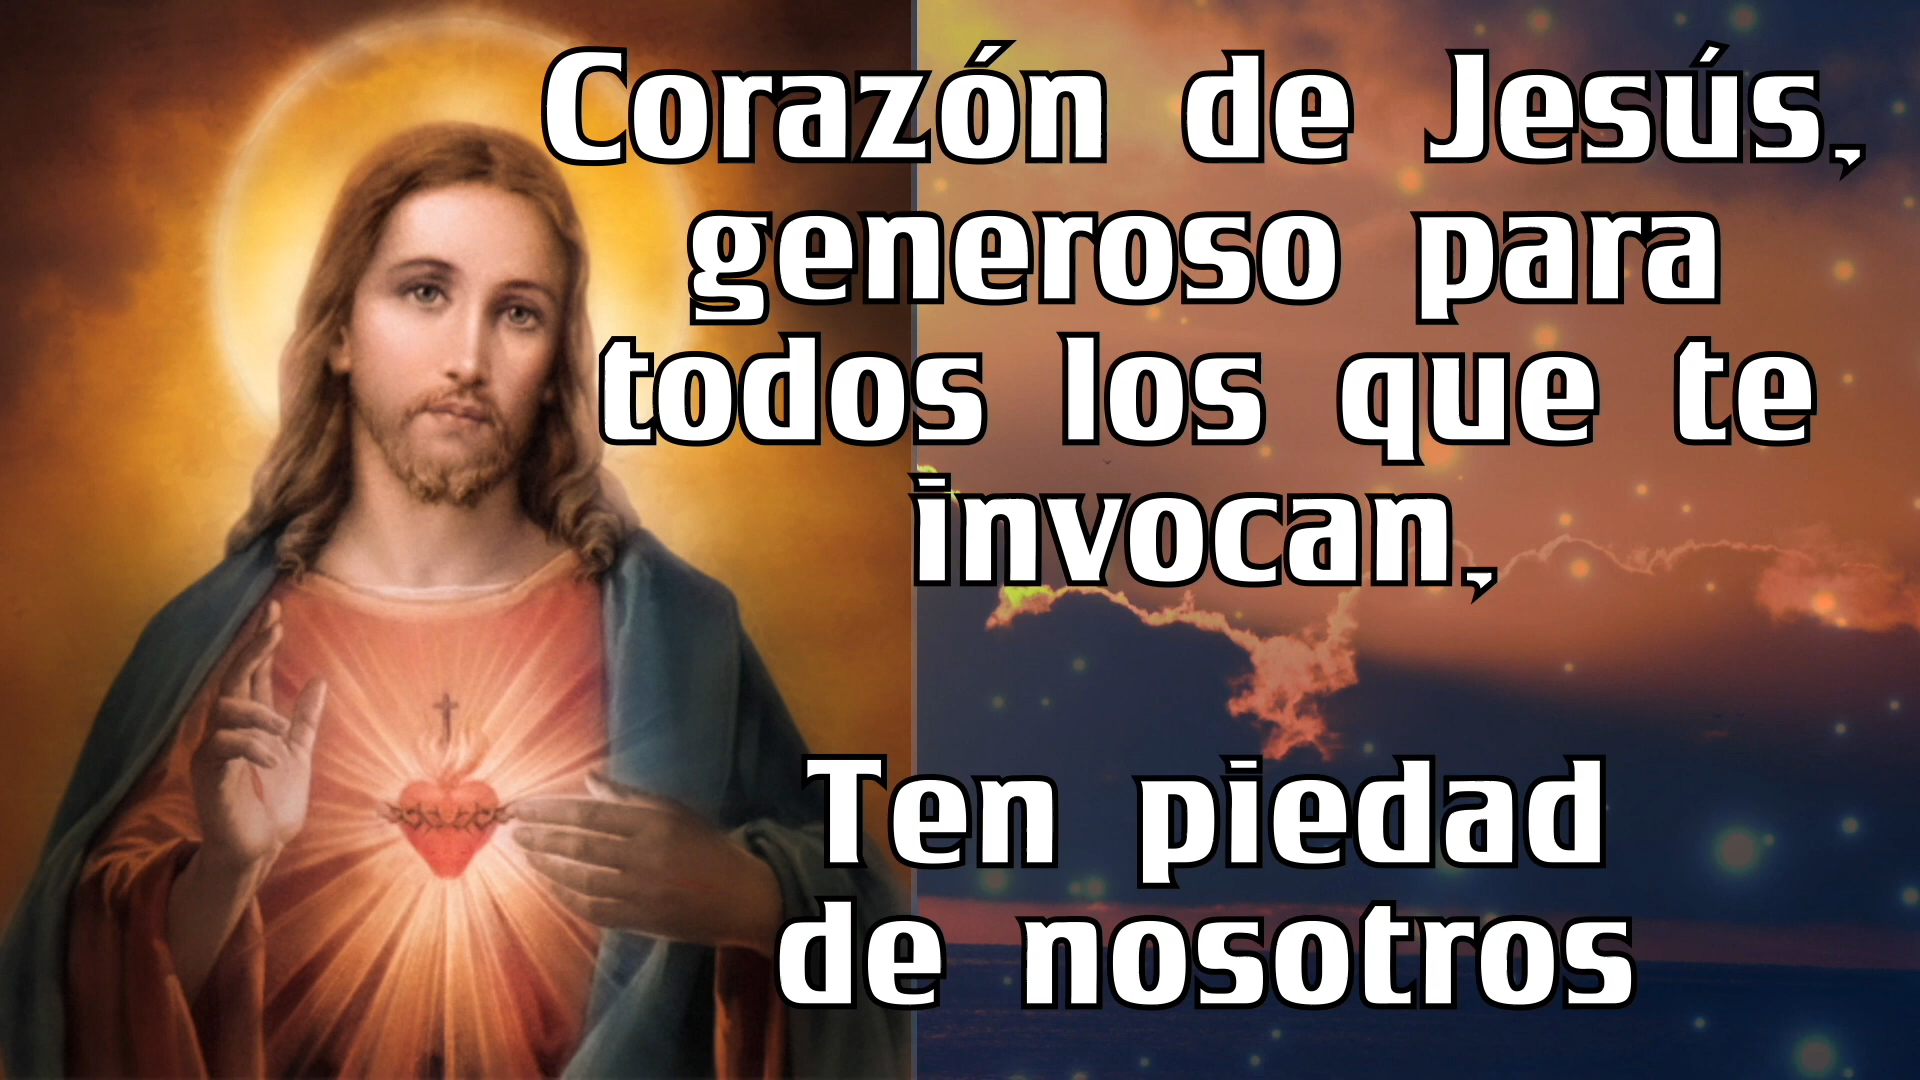 Corazón de Jesús,
generoso para
todos los que te
invocan,
Ten piedad
de nosotros